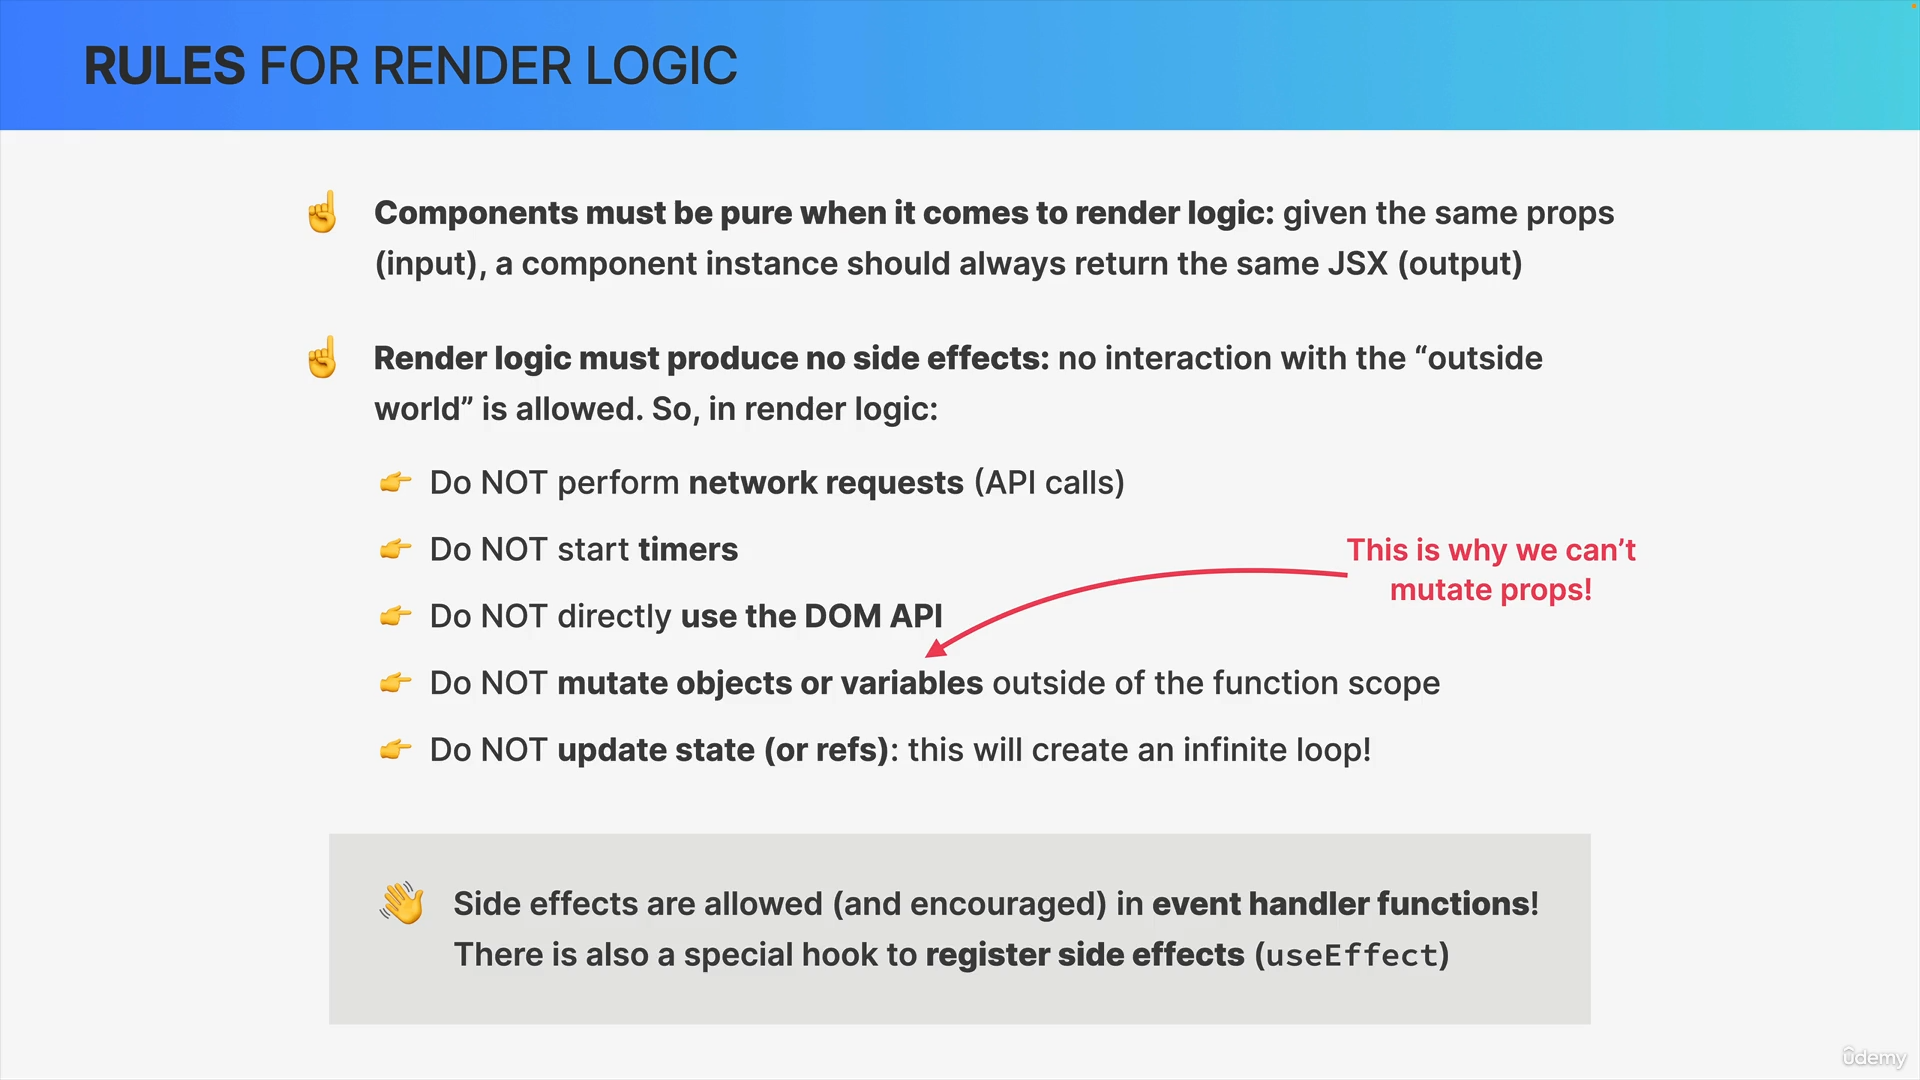 RULES FOR RENDER LOGIC
☝️ Components must be pure when it comes to render logic: given the same props
(input), a component instance should always return the same JSX (output)
☝️ Render logic must produce no side effects: no interaction with the “outside
world” is allowed. So, in render logic:
👉 Do NOT perform network requests (API calls)
👉 Do NOT start timers
This is why we can’t
mutate props!
👉 Do NOT directly use the DOM API
👉 Do NOT mutate objects or variables outside of the function scope
👉 Do NOT update state (or refs): this will create an infinite loop!
👋 Side effects are allowed (and encouraged) in event handler functions!
There is also a special hook to register side effects (useEffect)
ûdemy